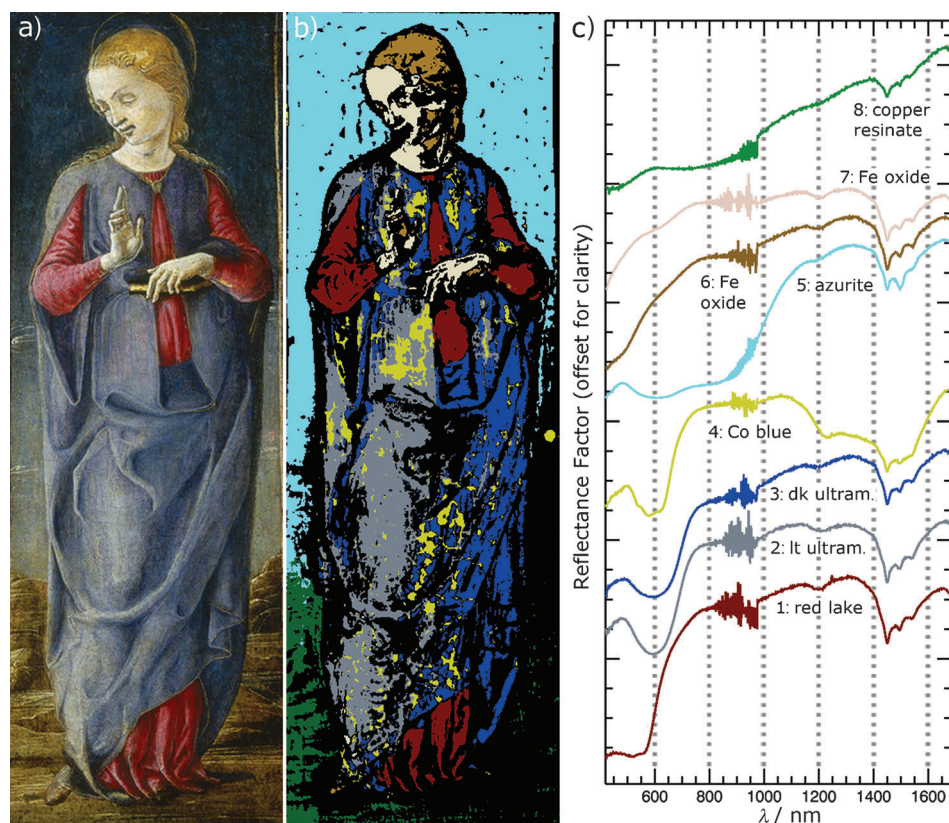 a)
b)
c)
Reflectance Factor (offset for clarity)
8: copper
resinate
7: Fe oxide
6: Fe
oxide
5: azurite
4: Co blue
3: dk ultram.
2: lt ultram.
1: red lake
600 800 1000 1200 1400 1600
λ / nm